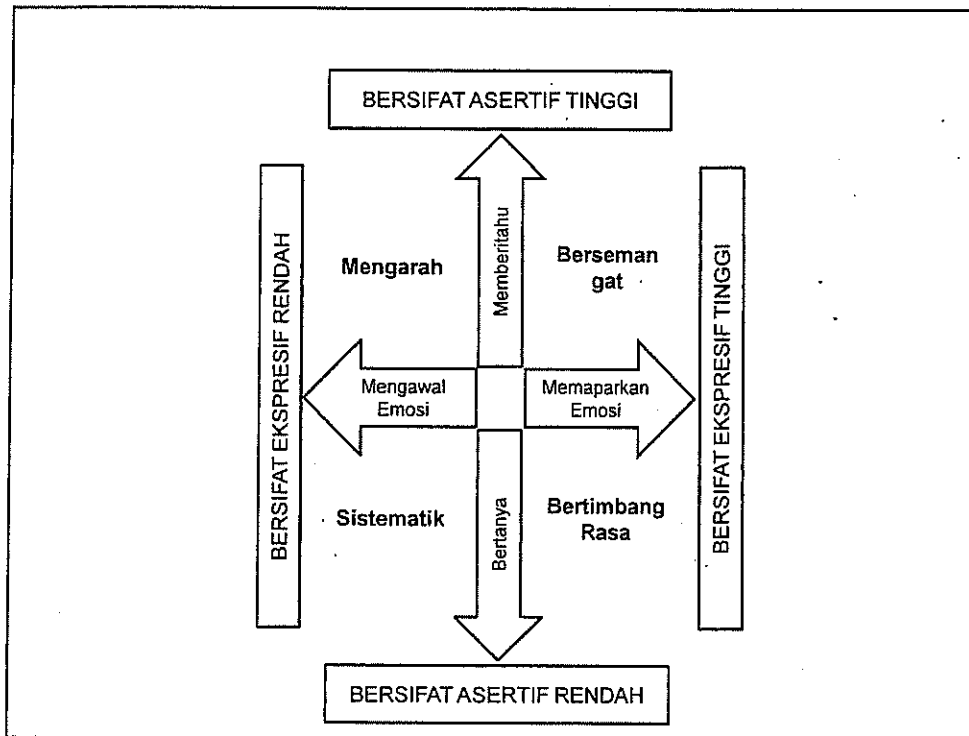 BERSIFAT ASERTIF TINGGI
BERSIFAT EKSPRESIF RENDAH
Mengarah
Memberitahu
Berseman
gat
BERSIFAT EKSPRESIF TINGGI
Mengawal
Emosi
Memaparkan
Emosi
Sistematik
Bertanya
Bertimbang
Rasa
BERSIFAT ASERTIF RENDAH